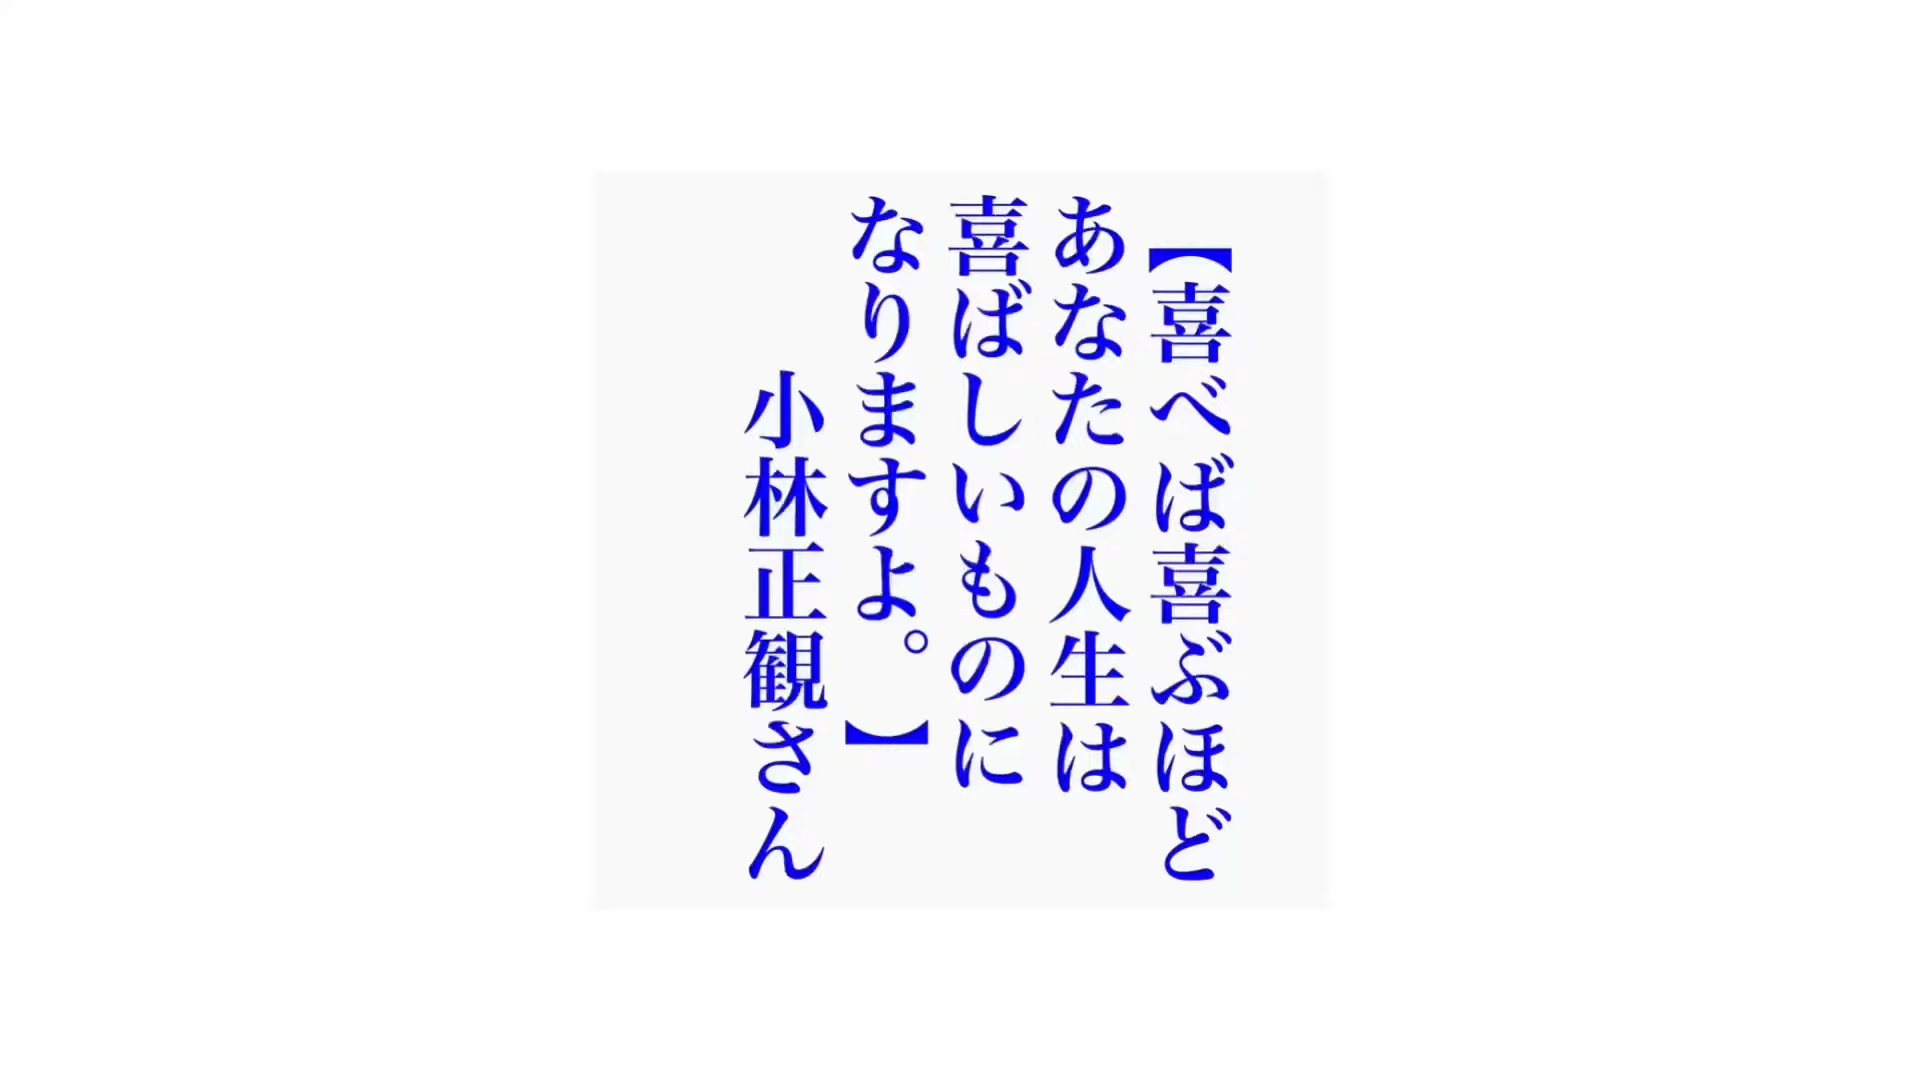 【喜べば喜ぶほど
あなたの人生は
喜ばしいものに
なりますよ。】
小林正観さん